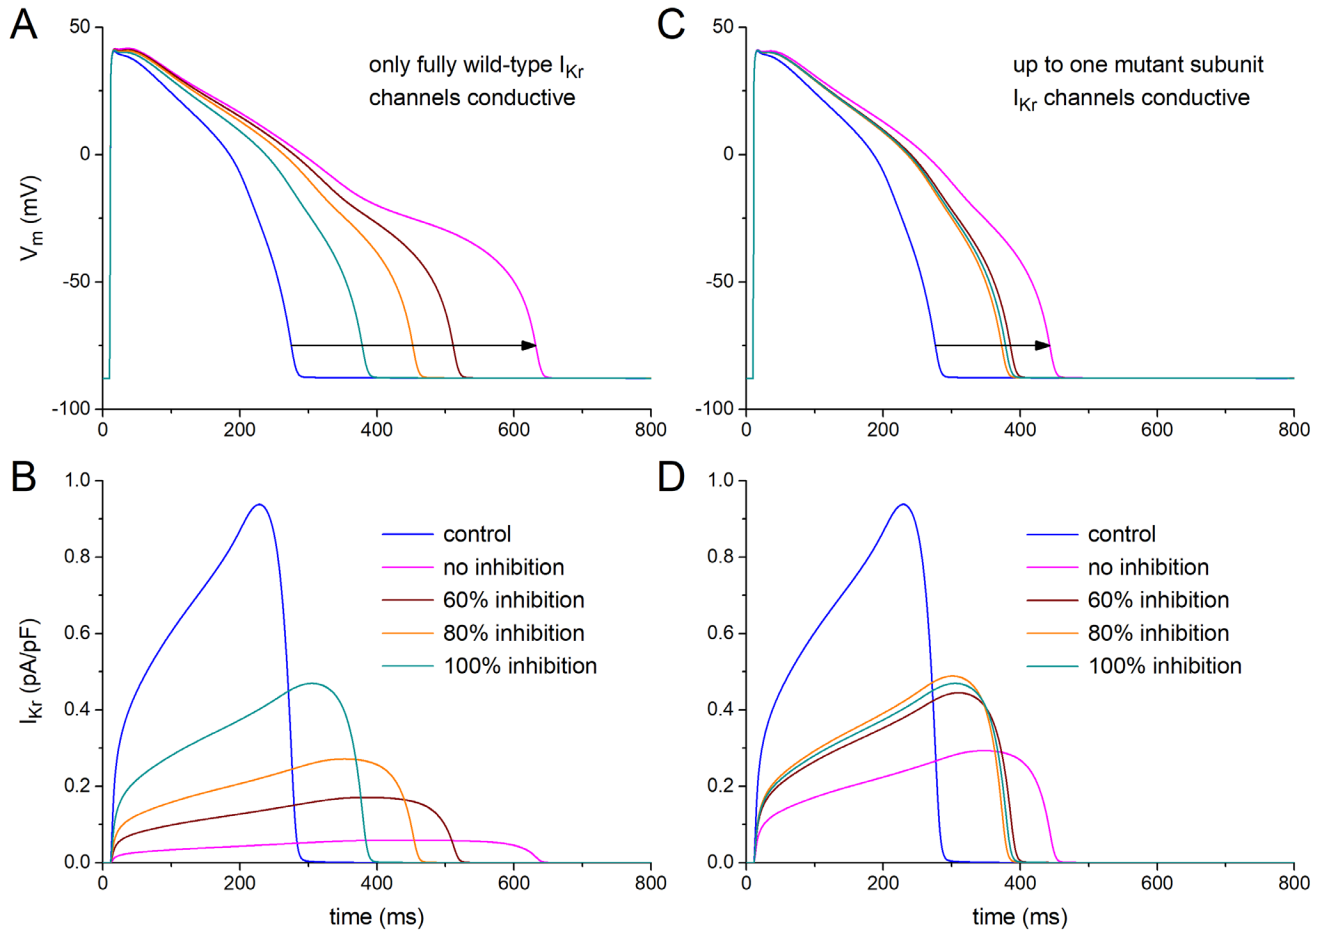 A
50
0
-50
-100
V_m (mV)
only fully wild-type I_Kr
channels conductive
0
200
400
600
800
C
50
0
-50
-100
up to one mutant subunit
I_Kr channels conductive
0
200
400
600
800
B
1.0
0.8
0.6
0.4
0.2
0.0
I_Kr (pA/pF)
control
no inhibition
60% inhibition
80% inhibition
100% inhibition
0
200
400
600
800
time (ms)
D
1.0
0.8
0.6
0.4
0.2
0.0
control
no inhibition
60% inhibition
80% inhibition
100% inhibition
0
200
400
600
800
time (ms)